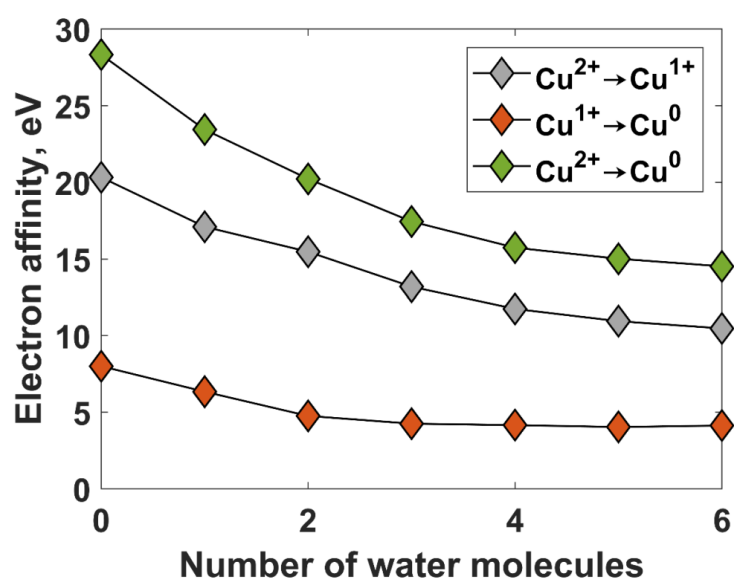 30
25
20
15
10
5
0
Electron affinity, eV
Cu²⁺→Cu¹⁺
Cu¹⁺→Cu⁰
Cu²⁺→Cu⁰
0 2 4 6
Number of water molecules